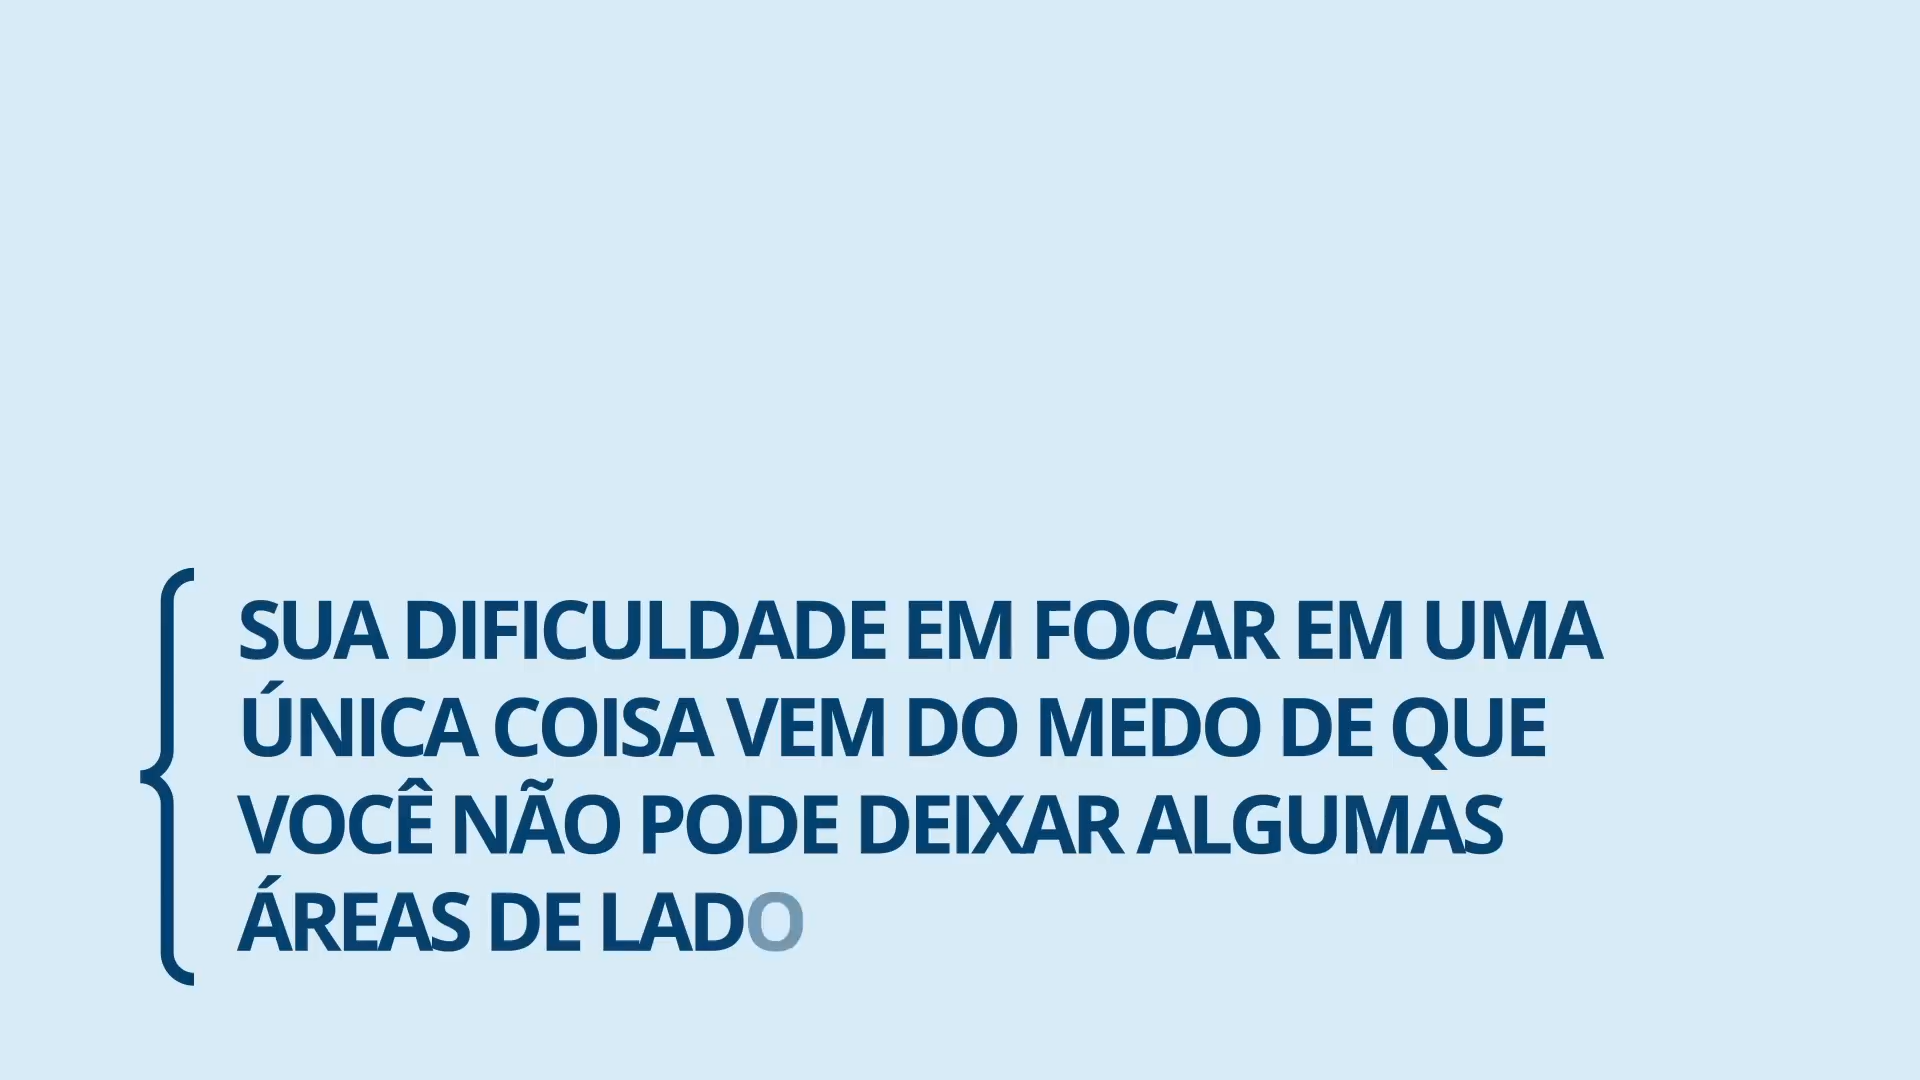 SUA DIFICULDADE EM FOCAR EM UMA
ÚNICA COISA VEM DO MEDO DE QUE
VOCÊ NÃO PODE DEIXAR ALGUMAS
ÁREAS DE LADO